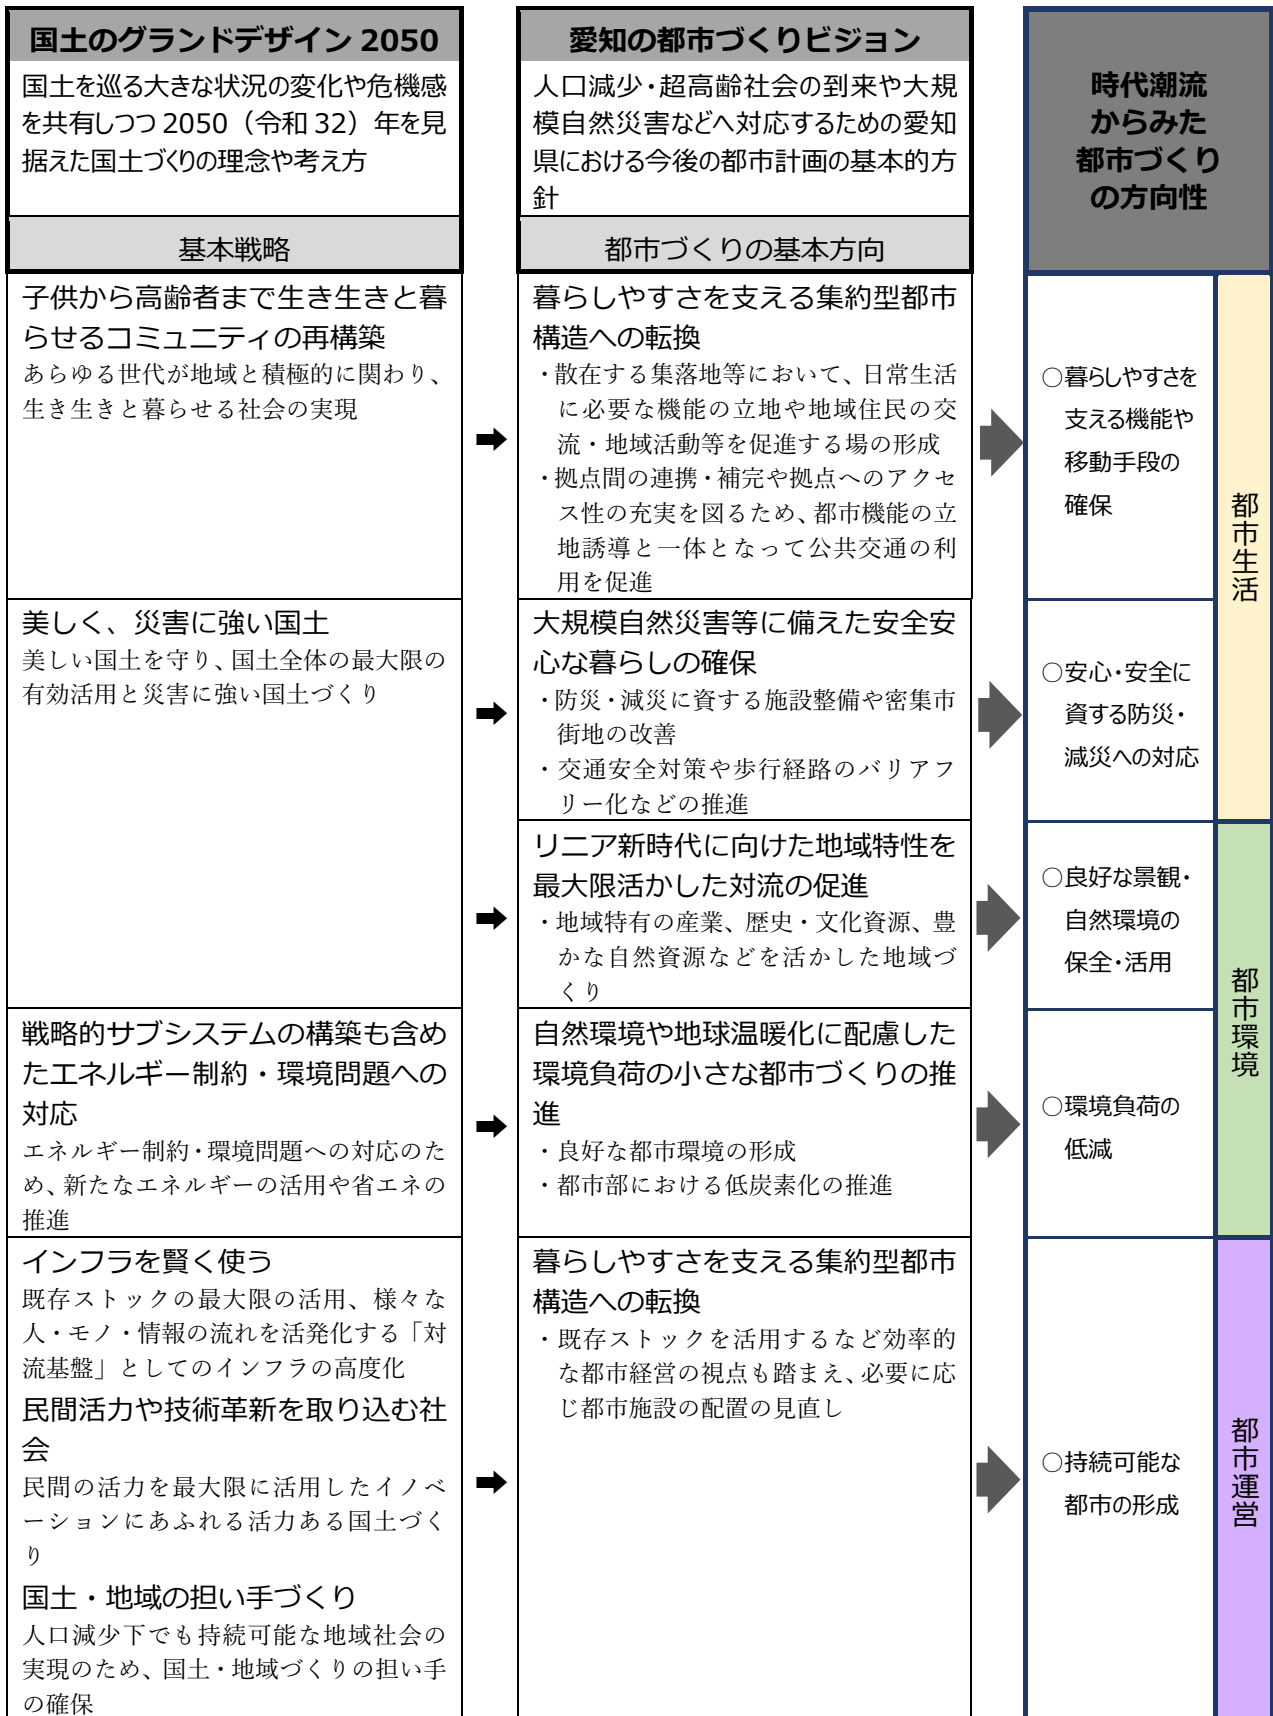 国土のグランドデザイン 2050
国土を巡る大きな状況の変化や危機感
を共有しつつ 2050（令和 32）年を見
据えた国土づくりの理念や考え方
基本戦略
愛知の都市づくりビジョン
人口減少・超高齢社会の到来や大規
模自然災害などへ対応するための愛知
県における今後の都市計画の基本的方
針
都市づくりの基本方向
時代潮流
からみた
都市づくり
の方向性
子供から高齢者まで生き生きと暮
らせるコミュニティの再構築
あらゆる世代が地域と積極的に関わり、
生き生きと暮らせる社会の実現
暮らしやすさを支える集約型都市
構造への転換
・散在する集落地等において、日常生活
に必要な機能の立地や地域住民の交
流・地域活動等を促進する場の形成
・拠点間の連携・補完や拠点へのアクセ
ス性の充実を図るため、都市機能の立
地誘導と一体となって公共交通の利
用を促進
○暮らしやすさを
支える機能や
移動手段の
確保
都市生活
美しく、災害に強い国土
美しい国土を守り、国土全体の最大限の
有効活用と災害に強い国土づくり
大規模自然災害等に備えた安全安
心な暮らしの確保
・防災・減災に資する施設整備や密集市
街地の改善
・交通安全対策や歩行経路のバリアフ
リー化などの推進
○安心・安全に
資する防災・
減災への対応
リニア新時代に向けた地域特性を
最大限活かした対流の促進
・地域特有の産業、歴史・文化資源、豊
かな自然資源などを活かした地域づ
くり
○良好な景観・
自然環境の
保全・活用
都市環境
戦略的サブシステムの構築も含め
たエネルギー制約・環境問題への
対応
エネルギー制約・環境問題への対応のた
め、新たなエネルギーの活用や省エネの
推進
自然環境や地球温暖化に配慮した
環境負荷の小さな都市づくりの推
進
・良好な都市環境の形成
・都市部における低炭素化の推進
○環境負荷の
低減
インフラを賢く使う
既存ストックの最大限の活用、様々な
人・モノ・情報の流れを活発化する「対
流基盤」としてのインフラの高度化
民間活力や技術革新を取り込む社
会
民間の活力を最大限に活用したイノベ
ーションにあふれる活力ある国土づく
り
国土・地域の担い手づくり
人口減少下でも持続可能な地域社会の
実現のため、国土・地域づくりの担い手
の確保
暮らしやすさを支える集約型都市
構造への転換
・既存ストックを活用するなど効率的
な都市経営の視点も踏まえ、必要に応
じ都市施設の配置の見直し
○持続可能な
都市の形成
都市運営